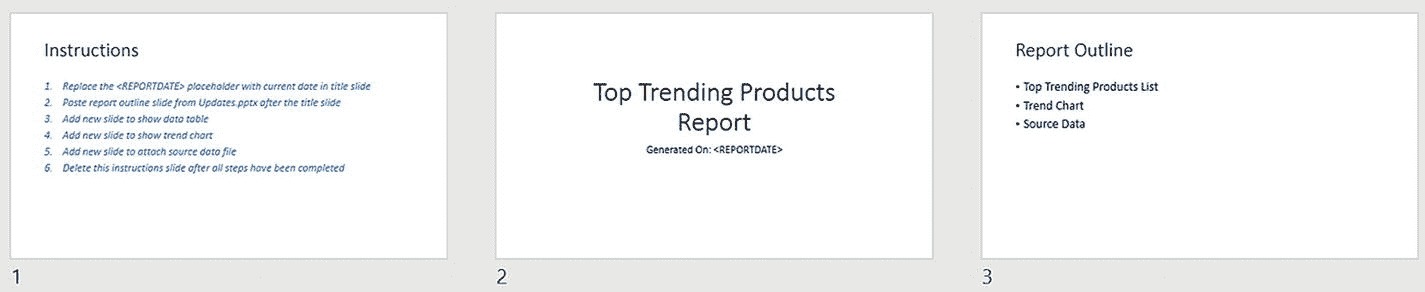 Instructions
1. Replace the <REPORTDATE> placeholder with current date in title slide
2. Paste report outline slide from Updates.pptx after the title slide
3. Add new slide to show data table
4. Add new slide to show trend chart
5. Add new slide to attach source data file
6. Delete this instructions slide after all steps have been completed
1
Top Trending Products
Report
Generated On: <REPORTDATE>
2
Report Outline
• Top Trending Products List
• Trend Chart
• Source Data
3